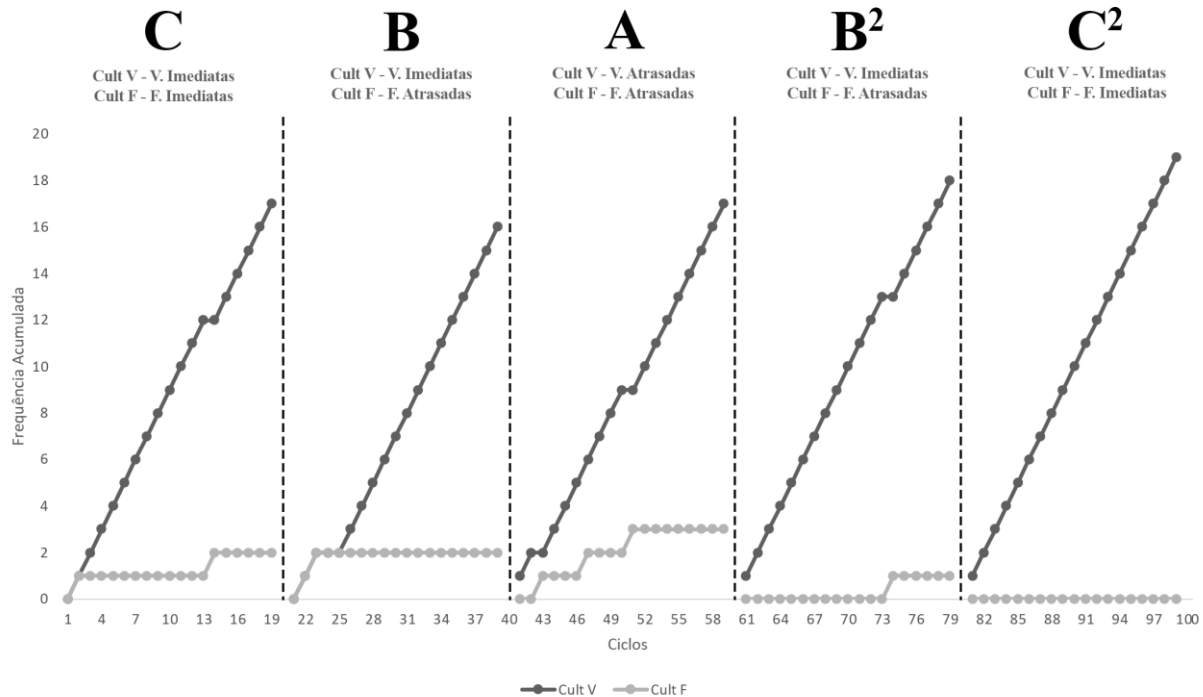 C B A B² C²
Cult V - V. Imediatas Cult V - V. Imediatas Cult V - V. Atrasadas Cult V - V. Imediatas Cult V - V. Imediatas
Cult F - F. Imediatas Cult F - F. Atrasadas Cult F - F. Atrasadas Cult F - F. Atrasadas Cult F - F. Imediatas
20
18
16
14
12
10
8
6
4
2
0
Frequência Acumulada
1 4 7 10 13 16 19 22 25 28 31 34 37 40 43 46 49 52 55 58 61 64 67 70 73 76 79 82 85 88 91 94 97 100
Ciclos
Cult V Cult F